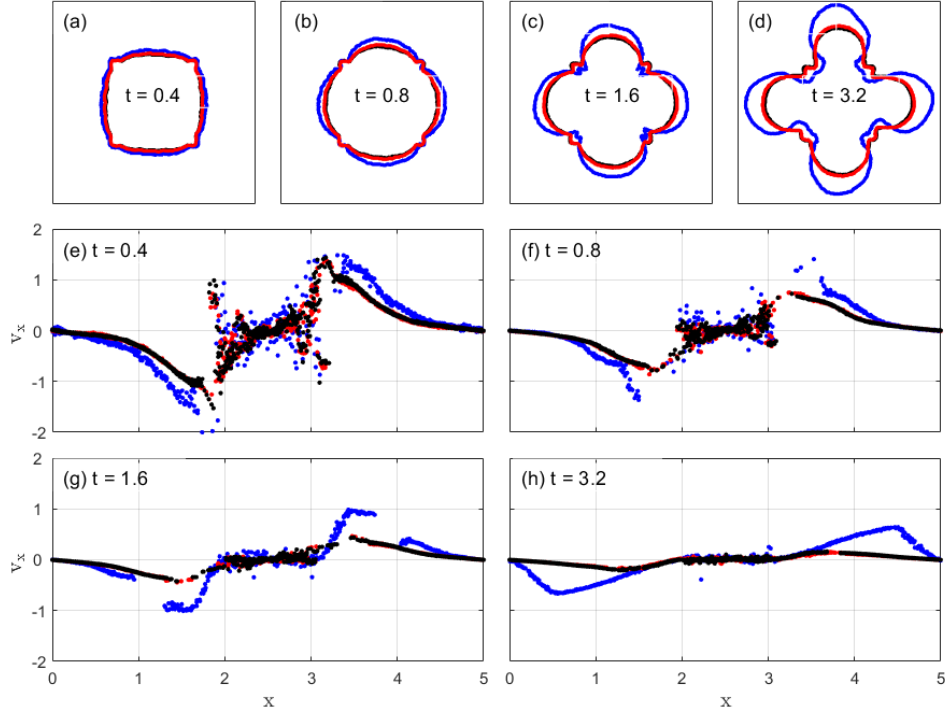 (a)
t = 0.4
(b)
t = 0.8
(c)
t = 1.6
(d)
t = 3.2
(e) t = 0.4
(f) t = 0.8
2
1
0
-1
-2
v_x
(g) t = 1.6
(h) t = 3.2
2
1
0
-1
-2
v_x
0 1 2 3 4 5
0 1 2 3 4 5
x
x